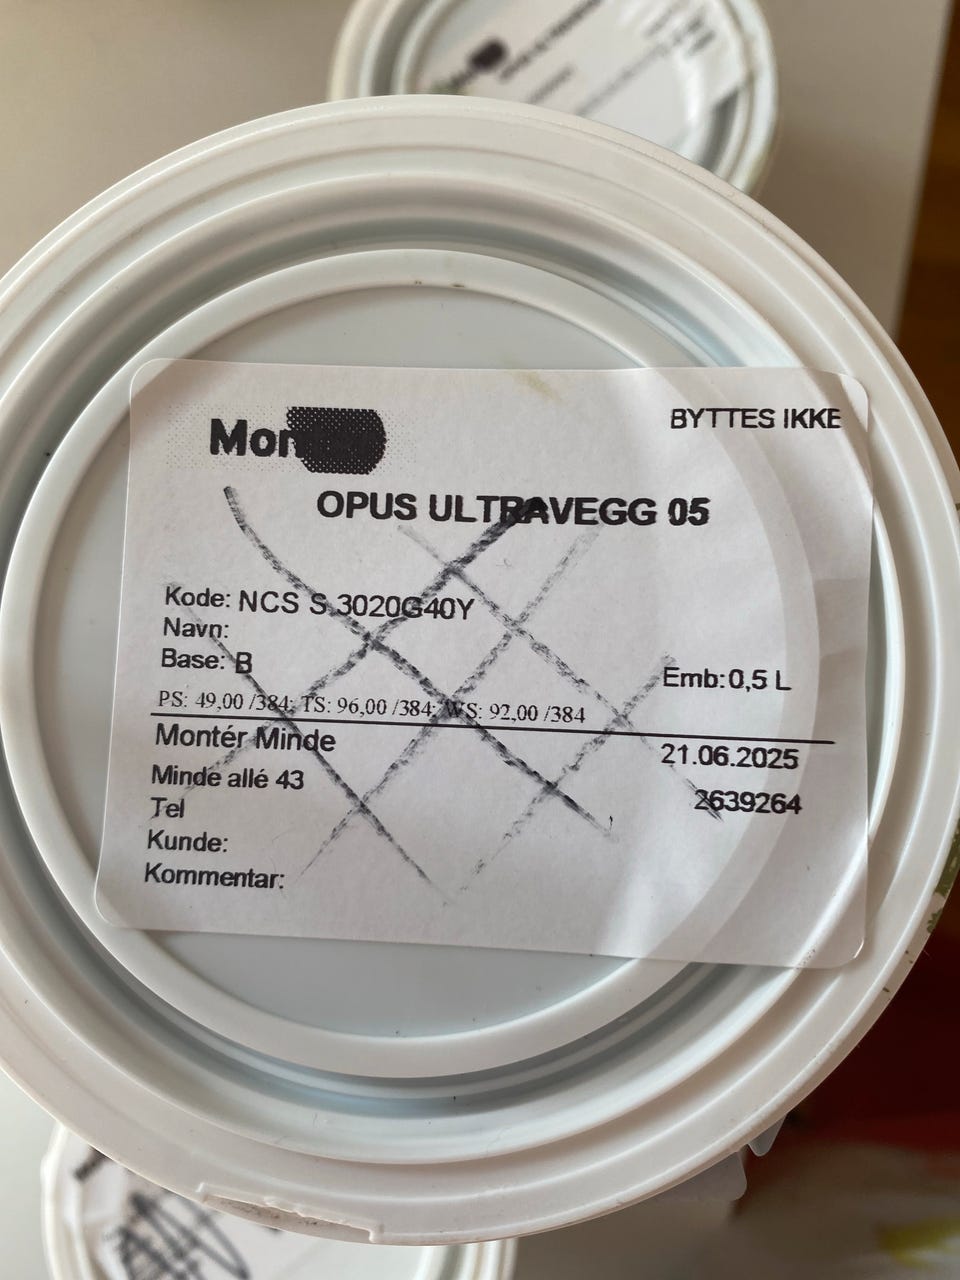 Mon
BYTTES IKKE
OPUS ULTRAVEGG 05
Kode: NCS S 3020G40Y
Navn:
Base: B
Emb:0,5 L
PS: 49,00 /384; TS: 96,00 /384; WS: 92,00 /384
Montér Minde
21.06.2025
Minde allé 43
2639264
Tel
Kunde:
Kommentar: